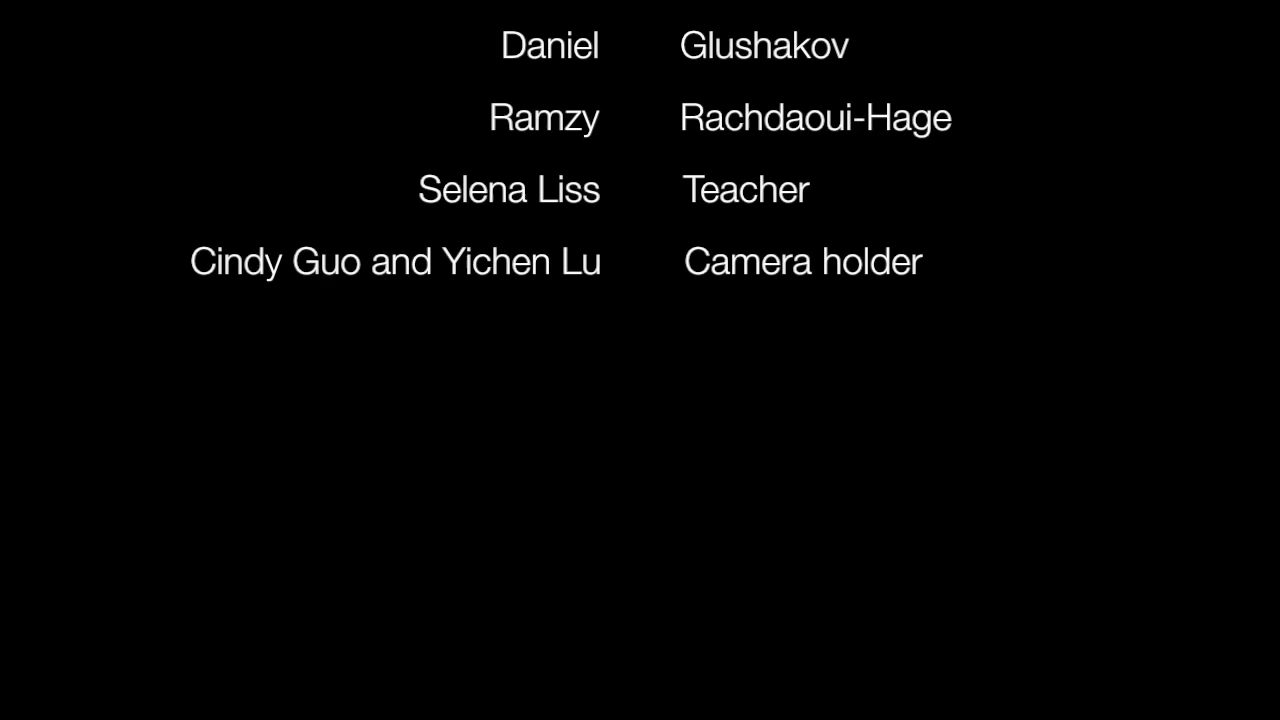 Daniel Glushakov
Ramzy Rachdaoui-Hage
Selena Liss Teacher
Cindy Guo and Yichen Lu Camera holder